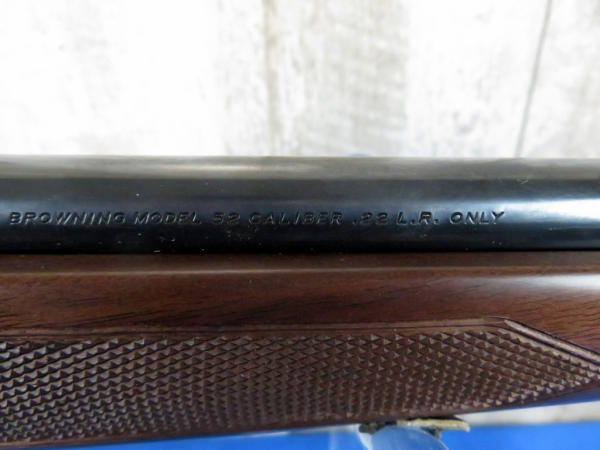 BROWNING MODEL 52 CALIBER .22 L.R. ONLY